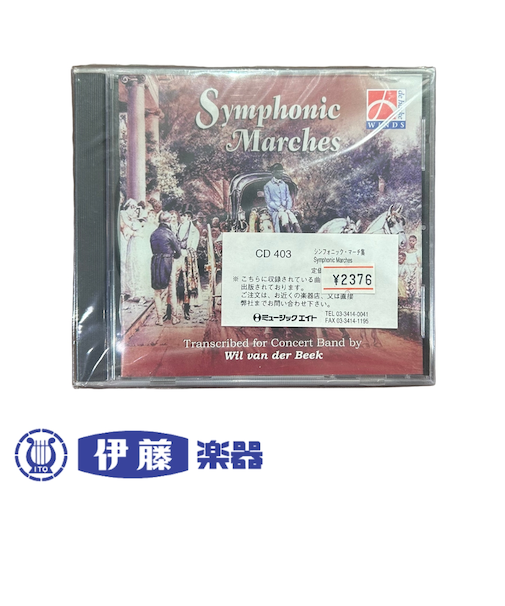 Symphonic
Marches
de haske
WINDS
CD 403
シンフォニック・マーチ集
Symphonic Marches
定価
¥2376
※こちらに収録されている曲
出版されております。
ご注文は、お近くの楽器店、又は直接
弊社までお問い合わせ下さい。
ミュージックエイト
TEL 03-3414-0041
FAX 03-3414-1195
Transcribed for Concert Band by
Wil van der Beek
ITO
伊藤楽器